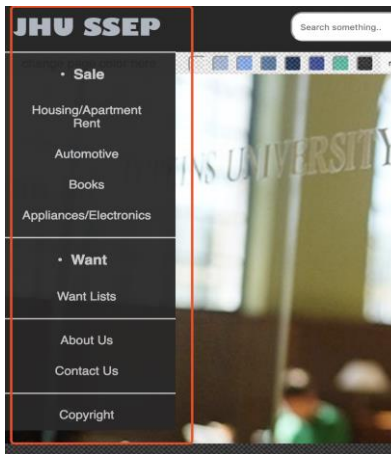 JHU SSEP
Search something..
• Sale
Housing/Apartment
Rent
Automotive
Books
Appliances/Electronics
• Want
Want Lists
About Us
Contact Us
Copyright
UNIVERSITY